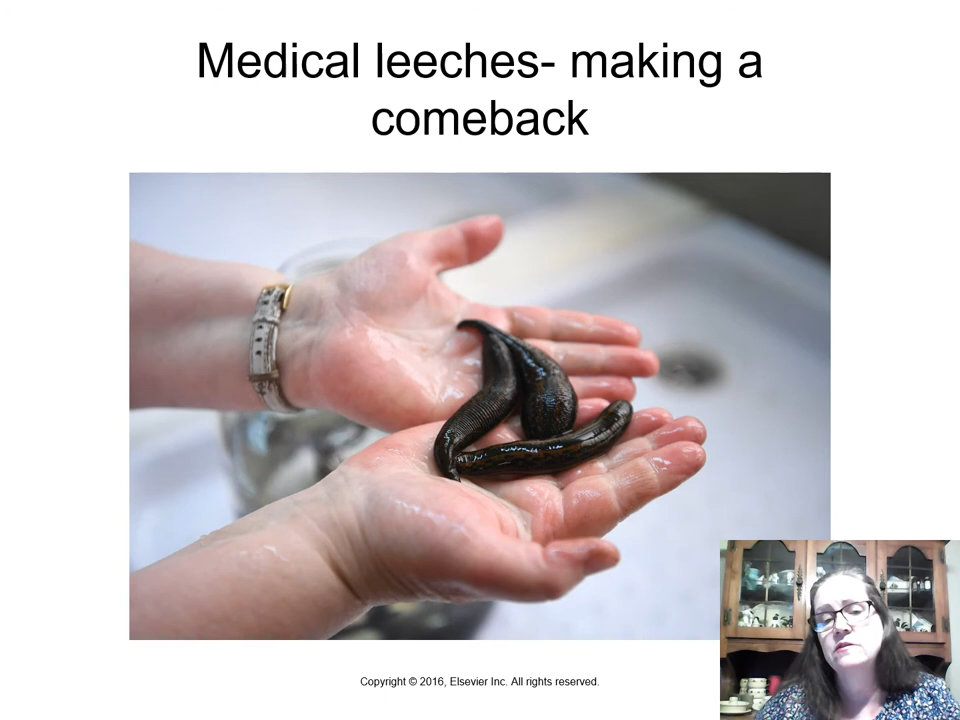 Medical leeches- making a
comeback
Copyright © 2016, Elsevier Inc. All rights reserved.